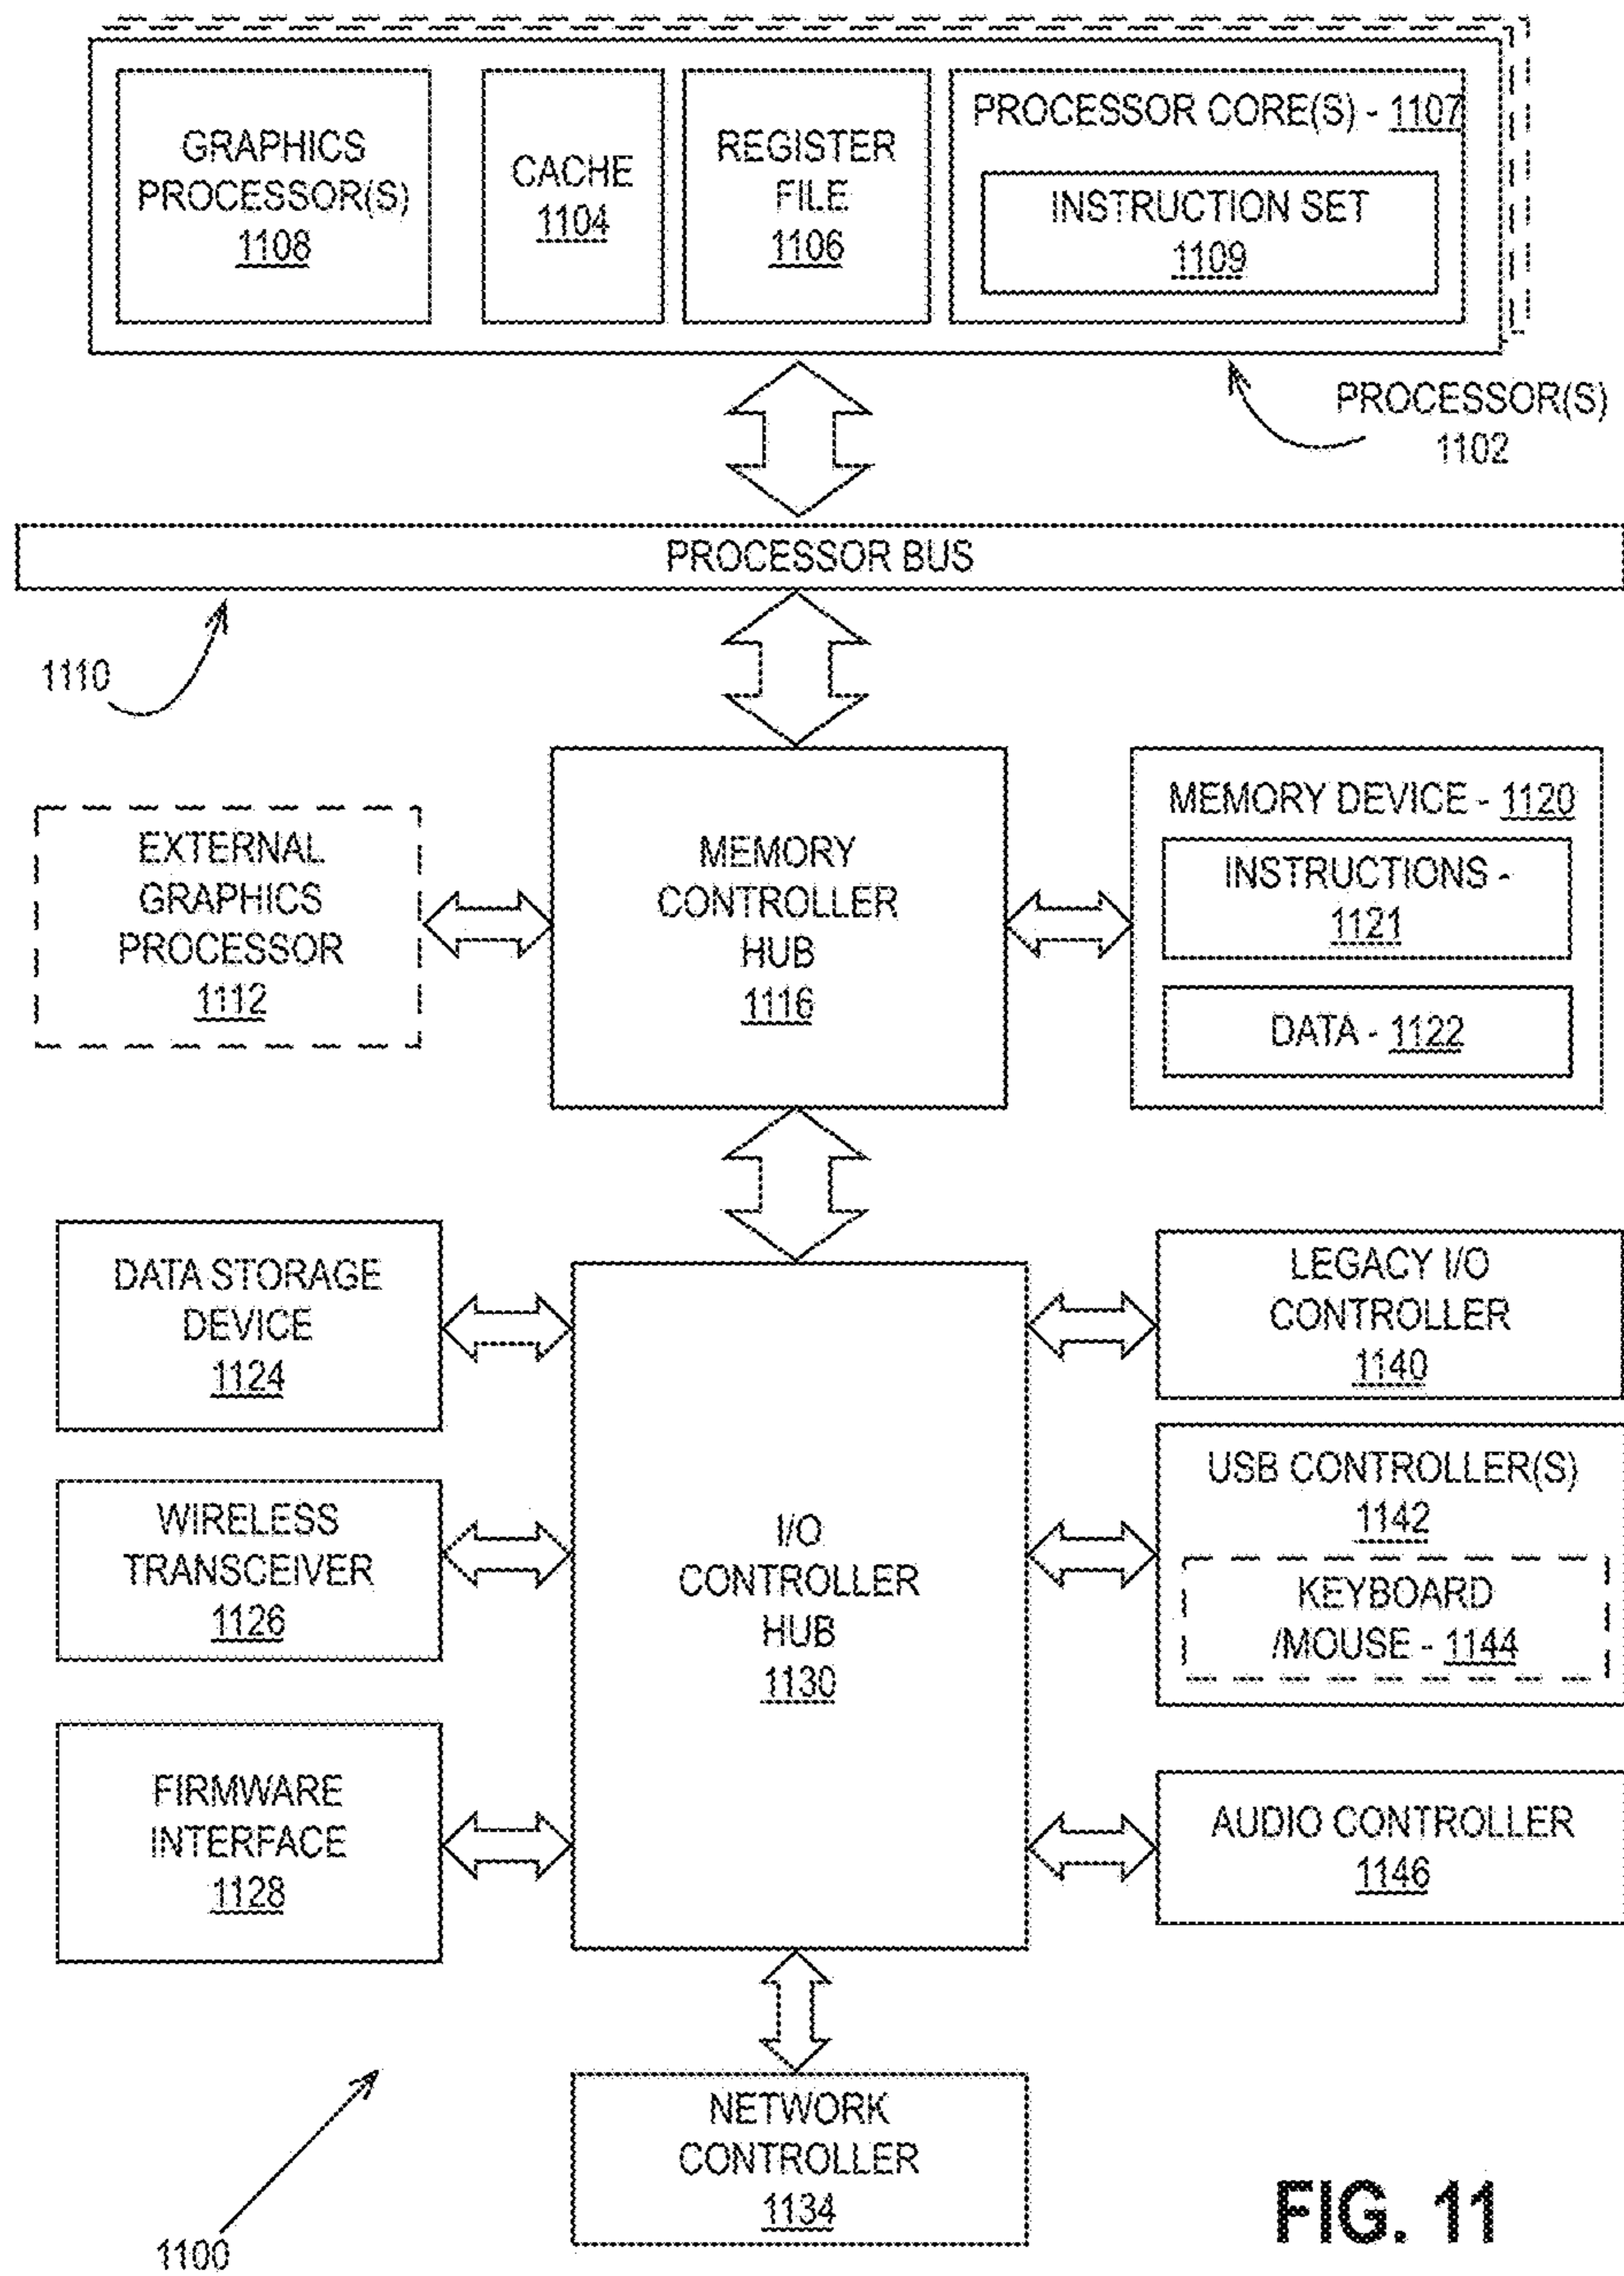 GRAPHICS
PROCESSOR(S)
1108
CACHE
1104
REGISTER
FILE
1106
PROCESSOR CORE(S) - 1107
INSTRUCTION SET
1109
PROCESSOR(S)
1102
PROCESSOR BUS
1110
EXTERNAL
GRAPHICS
PROCESSOR
1112
MEMORY
CONTROLLER
HUB
1116
MEMORY DEVICE - 1120
INSTRUCTIONS -
1121
DATA - 1122
DATA STORAGE
DEVICE
1124
WIRELESS
TRANSCEIVER
1126
FIRMWARE
INTERFACE
1128
I/O
CONTROLLER
HUB
1130
LEGACY I/O
CONTROLLER
1140
USB CONTROLLER(S)
1142
KEYBOARD
/MOUSE - 1144
AUDIO CONTROLLER
1146
NETWORK
CONTROLLER
1134
1100
FIG. 11